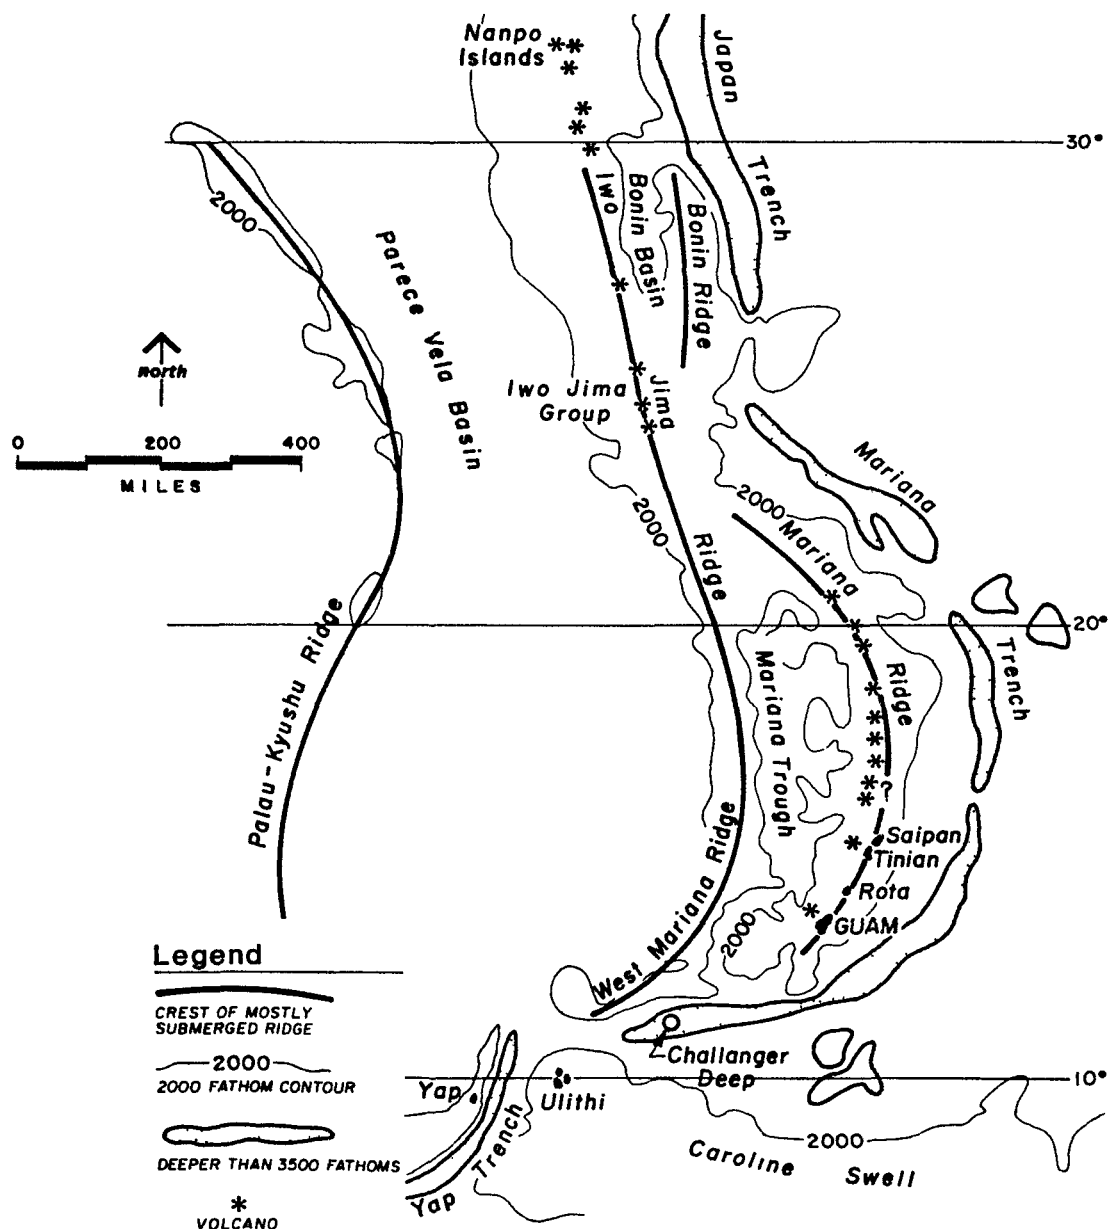 Nanpo
Islands
Japan
Trench
30°
Iwo
Bonin Basin
Bonin Ridge
2000
Parece Vela
Basin
north
0 200 400
MILES
Iwo Jima
Group
Jima
Ridge
2000
2000
Mariana
Trench
Mariana
Ridge
20°
Palau-Kyushu Ridge
Mariana Trough
?
Saipan
Tinian
Rota
GUAM
West Mariana Ridge
2000
Challanger
Deep
Yap
Ulithi
10°
Yap Trench
2000
Caroline Swell
Legend
CREST OF MOSTLY
SUBMERGED RIDGE
2000
2000 FATHOM CONTOUR
DEEPER THAN 3500 FATHOMS
VOLCANO